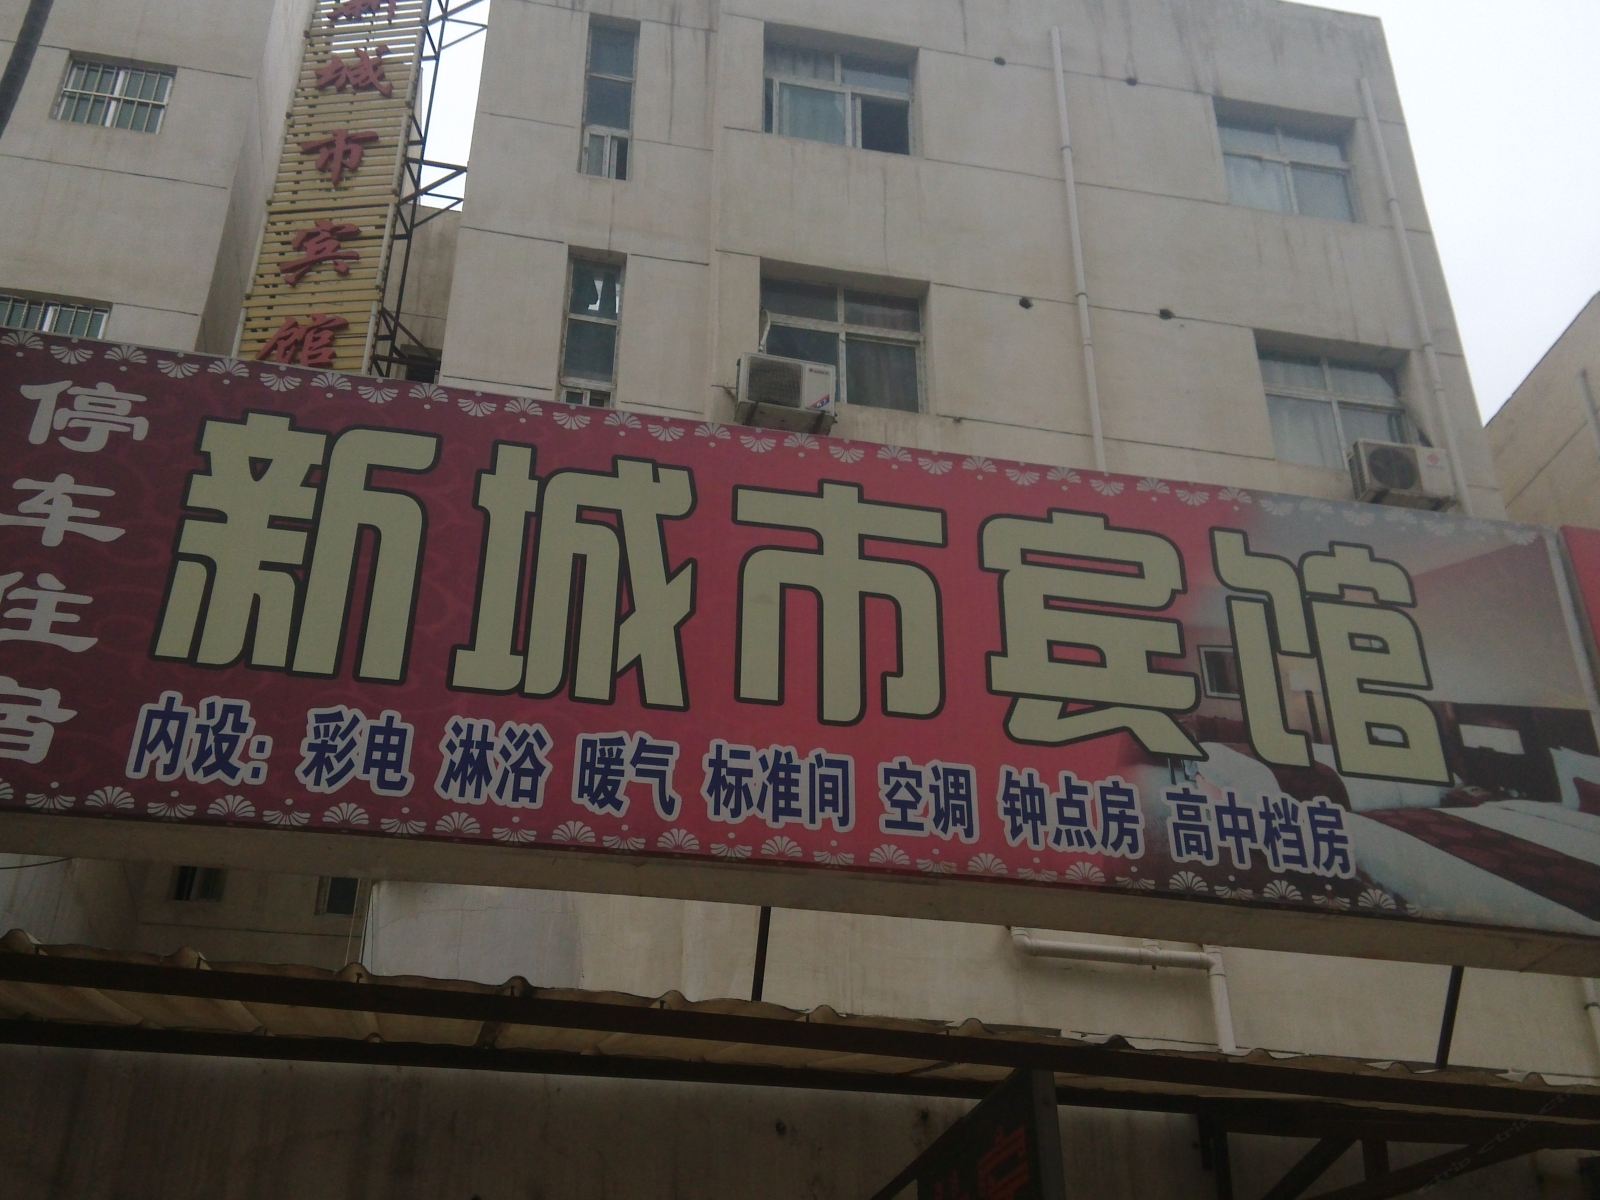 新城市宾馆
停车住宿
新城市宾馆
内设：彩电 淋浴 暖气 标准间 空调 钟点房 高中档房